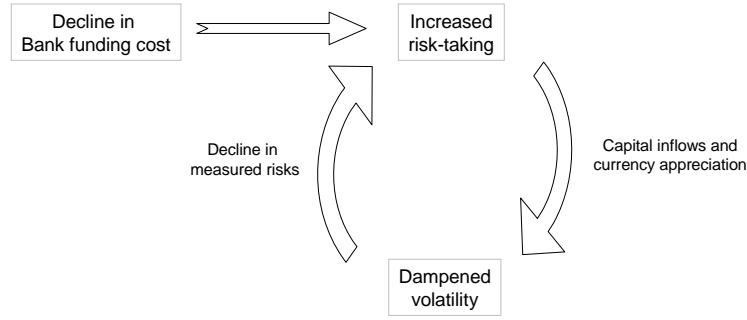 Decline in
Bank funding cost
Increased
risk-taking
Decline in
measured risks
Capital inflows and
currency appreciation
Dampened
volatility